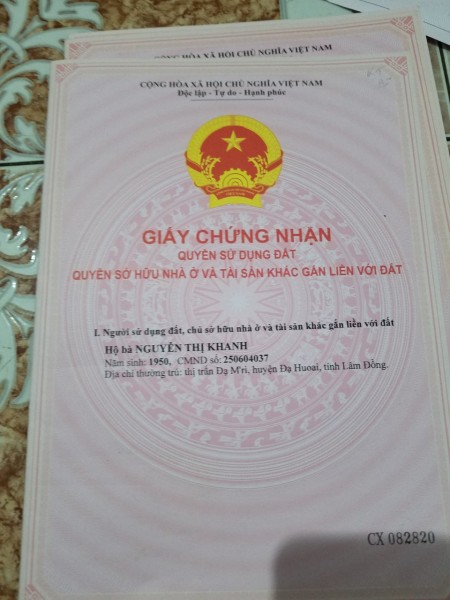 CỘNG HÒA XÃ HỘI CHỦ NGHĨA VIỆT NAM
CỘNG HÒA XÃ HỘI CHỦ NGHĨA VIỆT NAM
Độc lập - Tự do - Hạnh phúc
GIẤY CHỨNG NHẬN
QUYỀN SỬ DỤNG ĐẤT
QUYỀN SỞ HỮU NHÀ Ở VÀ TÀI SẢN KHÁC GẮN LIỀN VỚI ĐẤT
I. Người sử dụng đất, chủ sở hữu nhà ở và tài sản khác gắn liền với đất
Hộ bà NGUYỄN THỊ KHANH
Năm sinh: 1950, CMND số: 250604037
Địa chỉ thường trú: thị trấn Đạ M'ri, huyện Đạ Huoai, tỉnh Lâm Đồng.
CX 082820